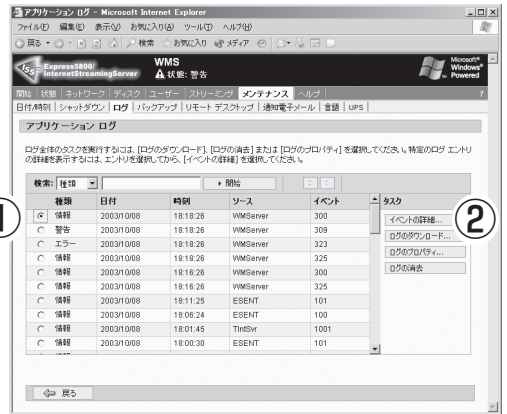 アプリケーション ログ - Microsoft Internet Explorer
ファイル(F) 編集(E) 表示(V) お気に入り(A) ツール(T) ヘルプ(H)
戻る 検索 お気に入り メディア
iSS Express5800/ InternetStreamingServer
WMS
状態: 警告
Microsoft® Windows® Powered
開始 状態 ネットワーク ディスク ユーザー ストリーミング メンテナンス ヘルプ ?
日付/時刻 | シャットダウン | ログ | バックアップ | リモート デスクトップ | 通知電子メール | 言語 | UPS |
アプリケーション ログ
ログ全体のタスクを実行するには、[ログのダウンロード]、[ログの消去] または [ログのプロパティ] を選択してください。特定のログ エントリ
の詳細を表示するには、エントリを選択してから、[イベントの詳細] を選択してください。
検索: 種類 開始
種類 日付 時刻 ソース イベント タスク
情報 2003/10/08 18:18:26 WMServer 300
警告 2003/10/08 18:18:26 WMServer 309
エラー 2003/10/08 18:18:26 WMServer 323
情報 2003/10/08 18:18:26 WMServer 325
情報 2003/10/08 18:16:26 WMServer 300
情報 2003/10/08 18:16:26 WMServer 325
情報 2003/10/08 18:11:25 ESENT 101
情報 2003/10/08 18:06:24 ESENT 100
情報 2003/10/08 18:01:45 TlntSvr 1001
情報 2003/10/08 18:00:30 ESENT 101
イベントの詳細...
ログのダウンロード...
ログのプロパティ...
ログの消去
①
②
戻る